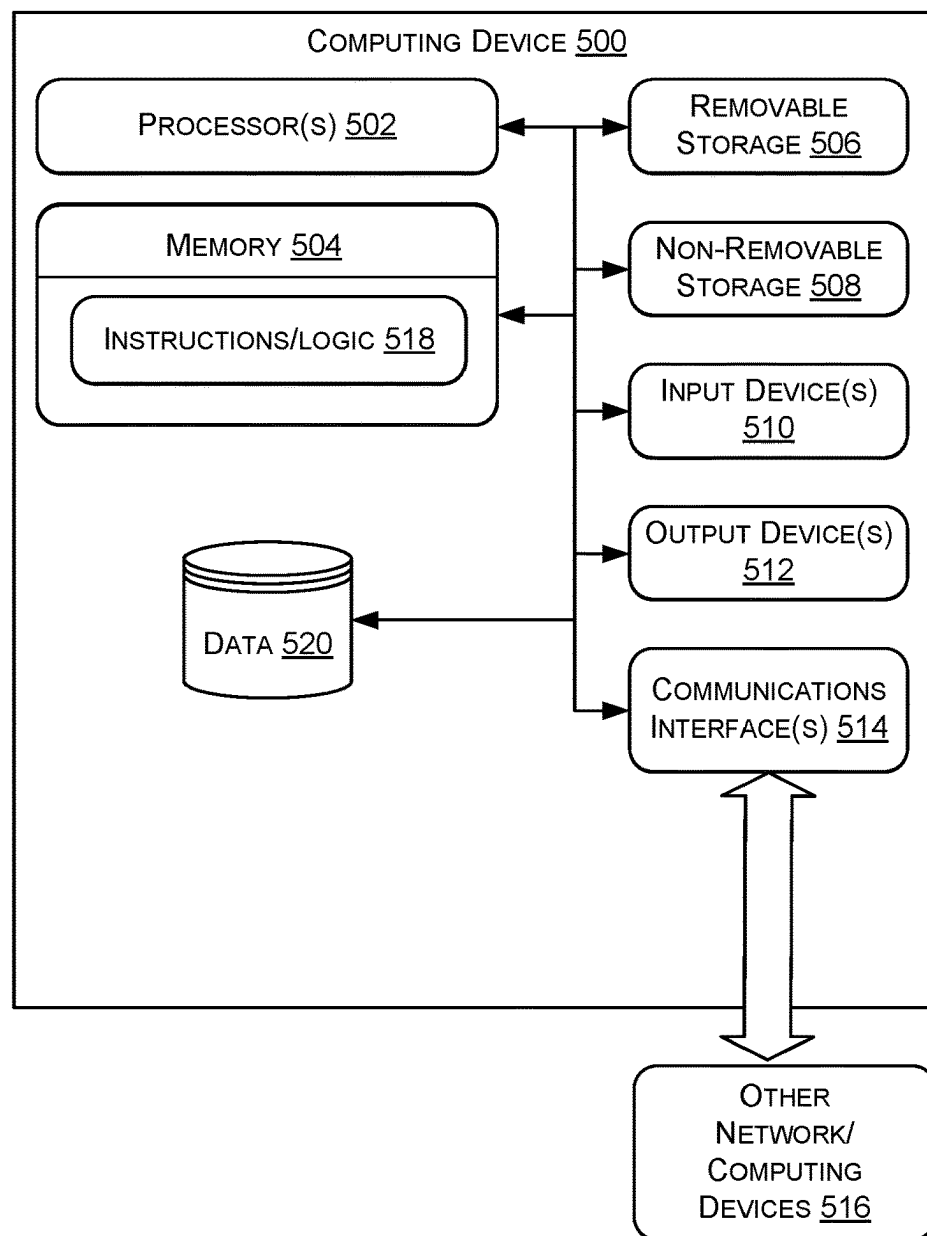 COMPUTING DEVICE 500
PROCESSOR(S) 502
REMOVABLE
STORAGE 506
MEMORY 504
INSTRUCTIONS/LOGIC 518
NON-REMOVABLE
STORAGE 508
INPUT DEVICE(S)
510
OUTPUT DEVICE(S)
512
DATA 520
COMMUNICATIONS
INTERFACE(S) 514
OTHER
NETWORK/
COMPUTING
DEVICES 516